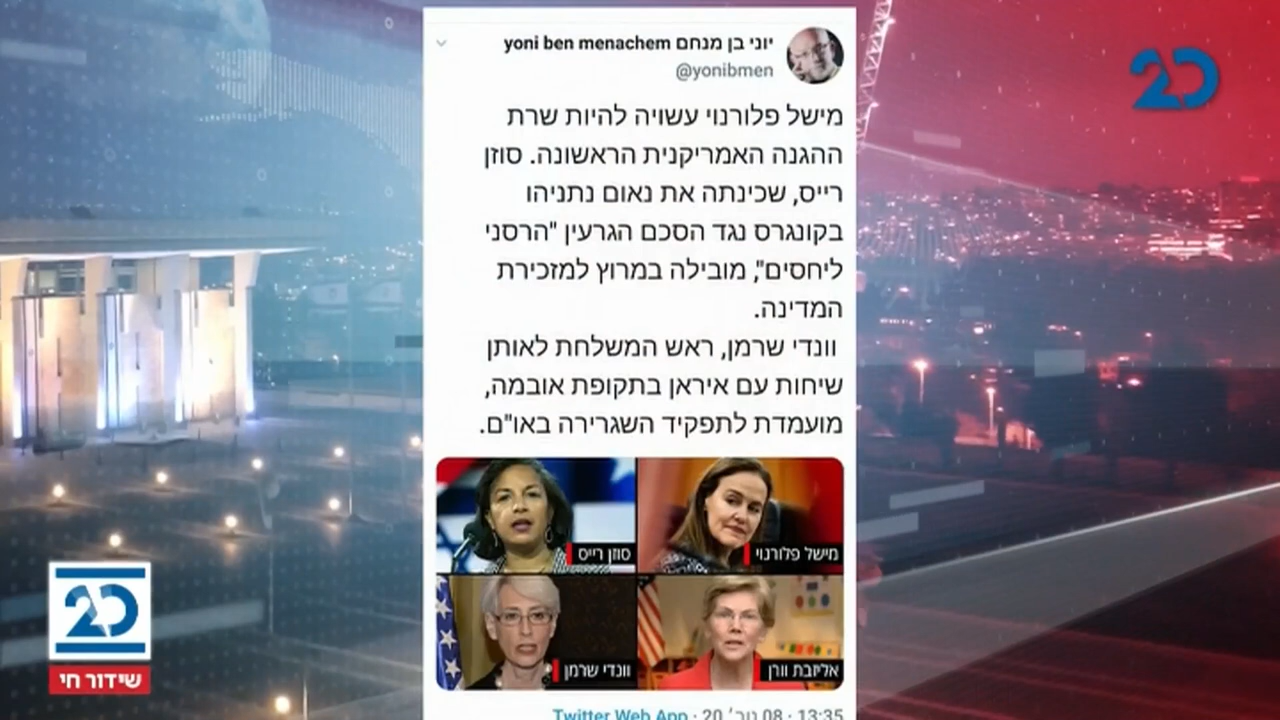 יוני בן מנחם yoni ben menachem
@yonibmen
20
מישל פלורנוי עשויה להיות שרת
ההגנה האמריקנית הראשונה. סוזן
רייס, שכינתה את נאום נתניהו
בקונגרס נגד הסכם הגרעין "הרסני
ליחסים", מובילה במרוץ למזכירת
המדינה.
וונדי שרמן, ראש המשלחת לאותן
שיחות עם איראן בתקופת אובמה,
מועמדת לתפקיד השגרירה באו"ם.
מישל פלורנוי
סוזן רייס
אליזבת וורן
וונדי שרמן
20
שידור חי
13:35 · 08 נוב׳ 20 · Twitter Web App